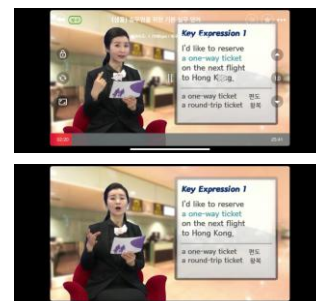 Key Expression 1
I'd like to reserve
a one-way ticket
on the next flight
to Hong Kong,
a one-way ticket 편도
a round-trip ticket 왕복
Key Expression 1
I'd like to reserve
a one-way ticket
on the next flight
to Hong Kong,
a one-way ticket 편도
a round-trip ticket 왕복